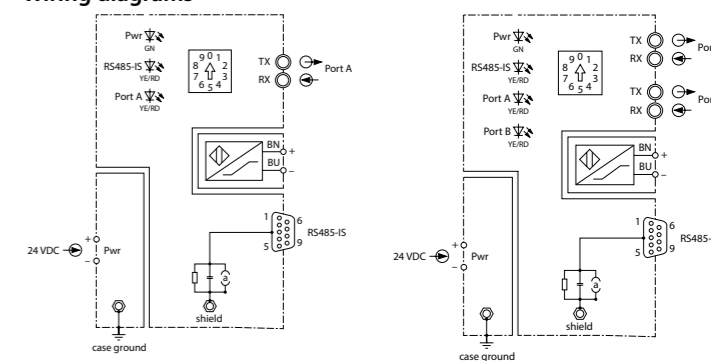 Wiring diagrams
Pwr
GN
RS485-IS
YE/RD
Port A
YE/RD
9 0 1
8 2
7 3
6 5 4
TX
RX
Port A
BN +
BU −
1 6
5 9
RS485-IS
24 VDC
+
−
Pwr
a
shield
case ground
Pwr
GN
RS485-IS
YE/RD
Port A
YE/RD
Port B
YE/RD
9 0 1
8 2
7 3
6 5 4
TX
RX
TX
RX
BN +
BU −
1 6
5 9
RS485-
24 VDC
+
−
Pwr
a
shield
case ground